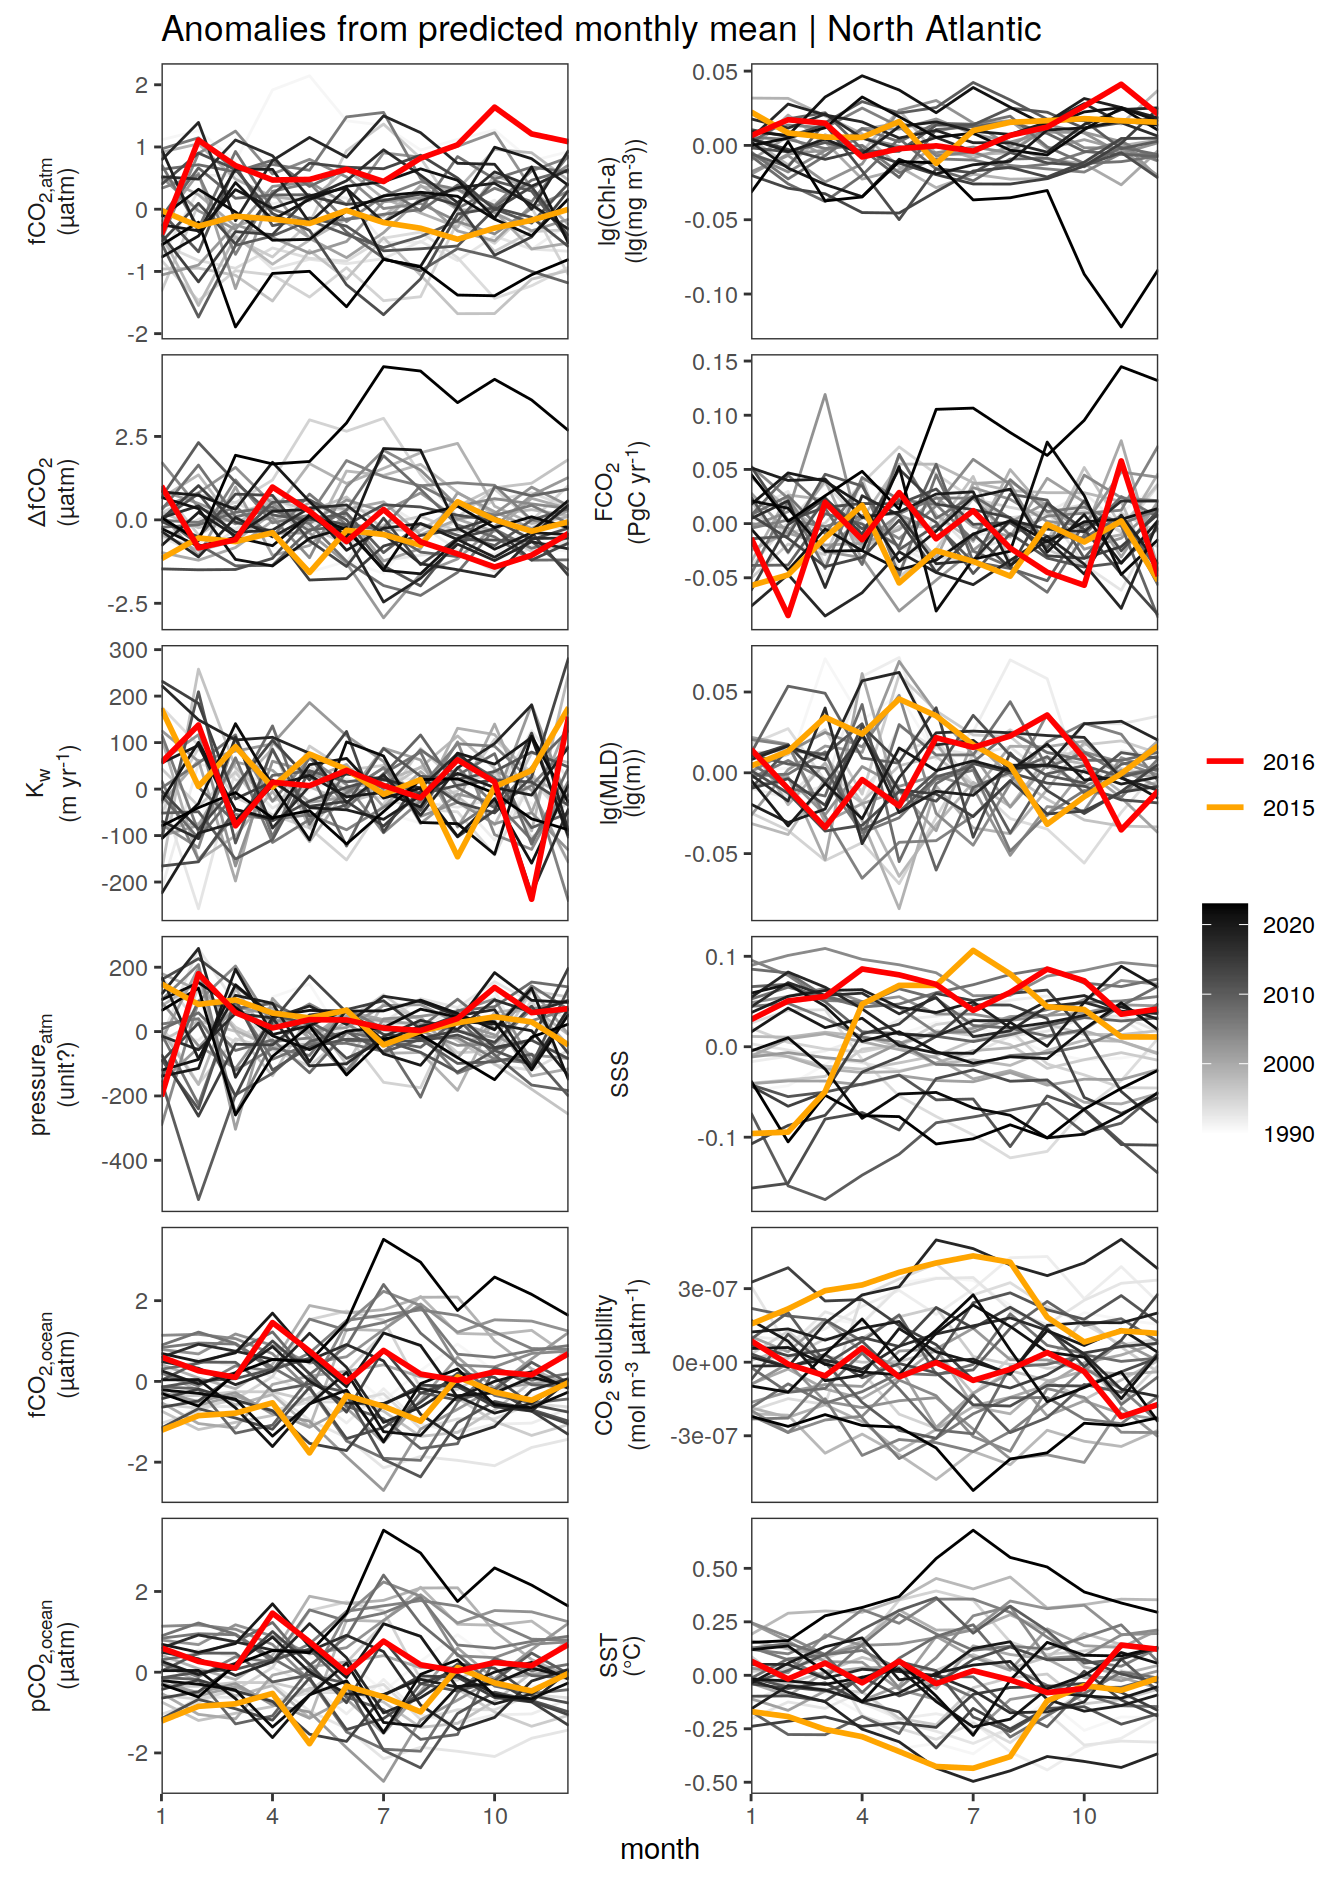 Anomalies from predicted monthly mean | North Atlantic
fCO2,atm
(µatm)
2
1
0
-1
-2
lg(Chl-a)
(lg(mg m-3))
0.05
0.00
-0.05
-0.10
ΔfCO2
(µatm)
2.5
0.0
-2.5
FCO2
(PgC yr-1)
0.15
0.10
0.05
0.00
-0.05
Kw
(m yr-1)
300
200
100
0
-100
-200
lg(MLD)
(lg(m))
0.05
0.00
-0.05
pressureatm
(unit?)
200
0
-200
-400
SSS
0.1
0.0
-0.1
fCO2,ocean
(µatm)
2
0
-2
CO2 solubility
(mol m-3 µatm-1)
3e-07
0e+00
-3e-07
pCO2,ocean
(µatm)
2
0
-2
SST
(°C)
0.50
0.25
0.00
-0.25
-0.50
1 4 7 10
1 4 7 10
month
2016
2015
2020
2010
2000
1990